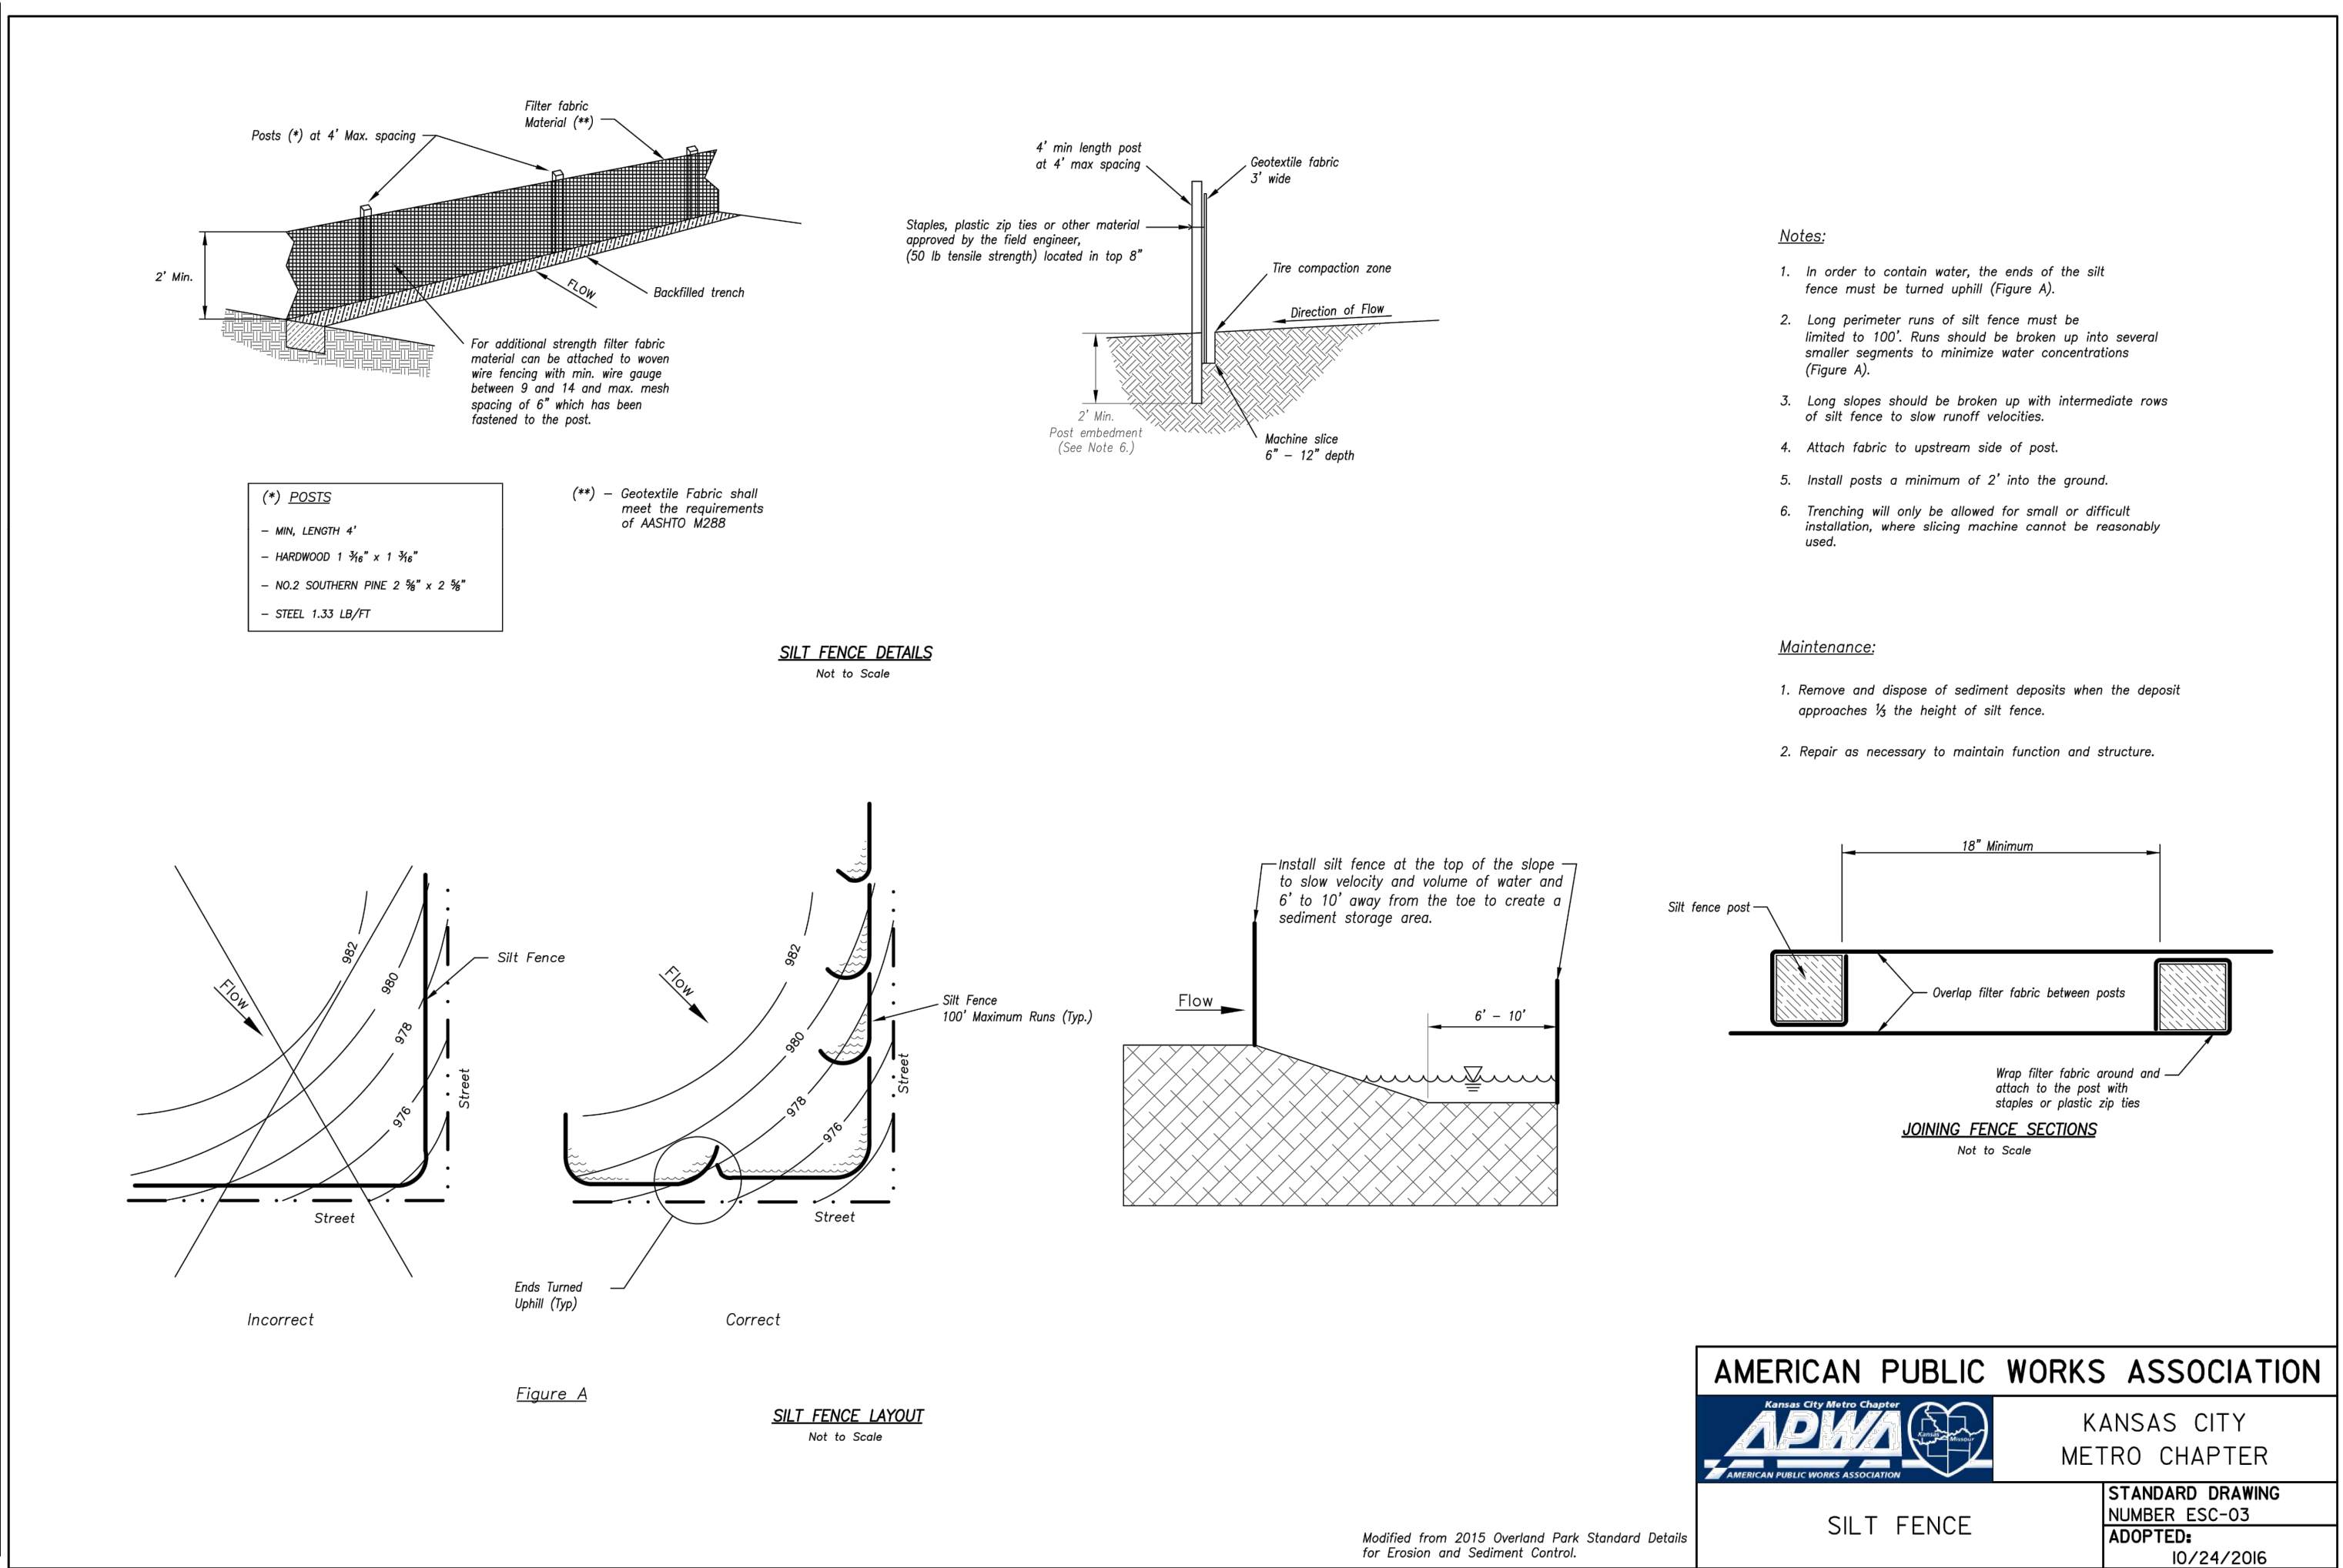 Filter fabric
Material (**)
Posts (*) at 4' Max. spacing
2' Min.
FLOW
Backfilled trench
For additional strength filter fabric
material can be attached to woven
wire fencing with min. wire gauge
between 9 and 14 and max. mesh
spacing of 6" which has been
fastened to the post.
4' min length post
at 4' max spacing
Geotextile fabric
3' wide
Staples, plastic zip ties or other material
approved by the field engineer,
(50 lb tensile strength) located in top 8"
Tire compaction zone
Direction of Flow
2' Min.
Post embedment
(See Note 6.)
Machine slice
6" – 12" depth
(*) POSTS
– MIN, LENGTH 4'
– HARDWOOD 1 3/16" x 1 3/16"
– NO.2 SOUTHERN PINE 2 5/8" x 2 5/8"
– STEEL 1.33 LB/FT
(**) – Geotextile Fabric shall
meet the requirements
of AASHTO M288
SILT FENCE DETAILS
Not to Scale
Notes:
1. In order to contain water, the ends of the silt
fence must be turned uphill (Figure A).
2. Long perimeter runs of silt fence must be
limited to 100'. Runs should be broken up into several
smaller segments to minimize water concentrations
(Figure A).
3. Long slopes should be broken up with intermediate rows
of silt fence to slow runoff velocities.
4. Attach fabric to upstream side of post.
5. Install posts a minimum of 2' into the ground.
6. Trenching will only be allowed for small or difficult
installation, where slicing machine cannot be reasonably
used.
Maintenance:
1. Remove and dispose of sediment deposits when the deposit
approaches 1/3 the height of silt fence.
2. Repair as necessary to maintain function and structure.
982
980
978
976
Flow
Silt Fence
Street
Street
Incorrect
982
980
978
976
Flow
Silt Fence
100' Maximum Runs (Typ.)
Street
Street
Ends Turned
Uphill (Typ)
Correct
Figure A
SILT FENCE LAYOUT
Not to Scale
Install silt fence at the top of the slope
to slow velocity and volume of water and
6' to 10' away from the toe to create a
sediment storage area.
Flow
6' – 10'
18" Minimum
Silt fence post
Overlap filter fabric between posts
Wrap filter fabric around and
attach to the post with
staples or plastic zip ties
JOINING FENCE SECTIONS
Not to Scale
Modified from 2015 Overland Park Standard Details
for Erosion and Sediment Control.
AMERICAN PUBLIC WORKS ASSOCIATION
Kansas City Metro Chapter
APWA
Kansas
Missouri
AMERICAN PUBLIC WORKS ASSOCIATION
KANSAS CITY
METRO CHAPTER
SILT FENCE
STANDARD DRAWING
NUMBER ESC-03
ADOPTED:
10/24/2016